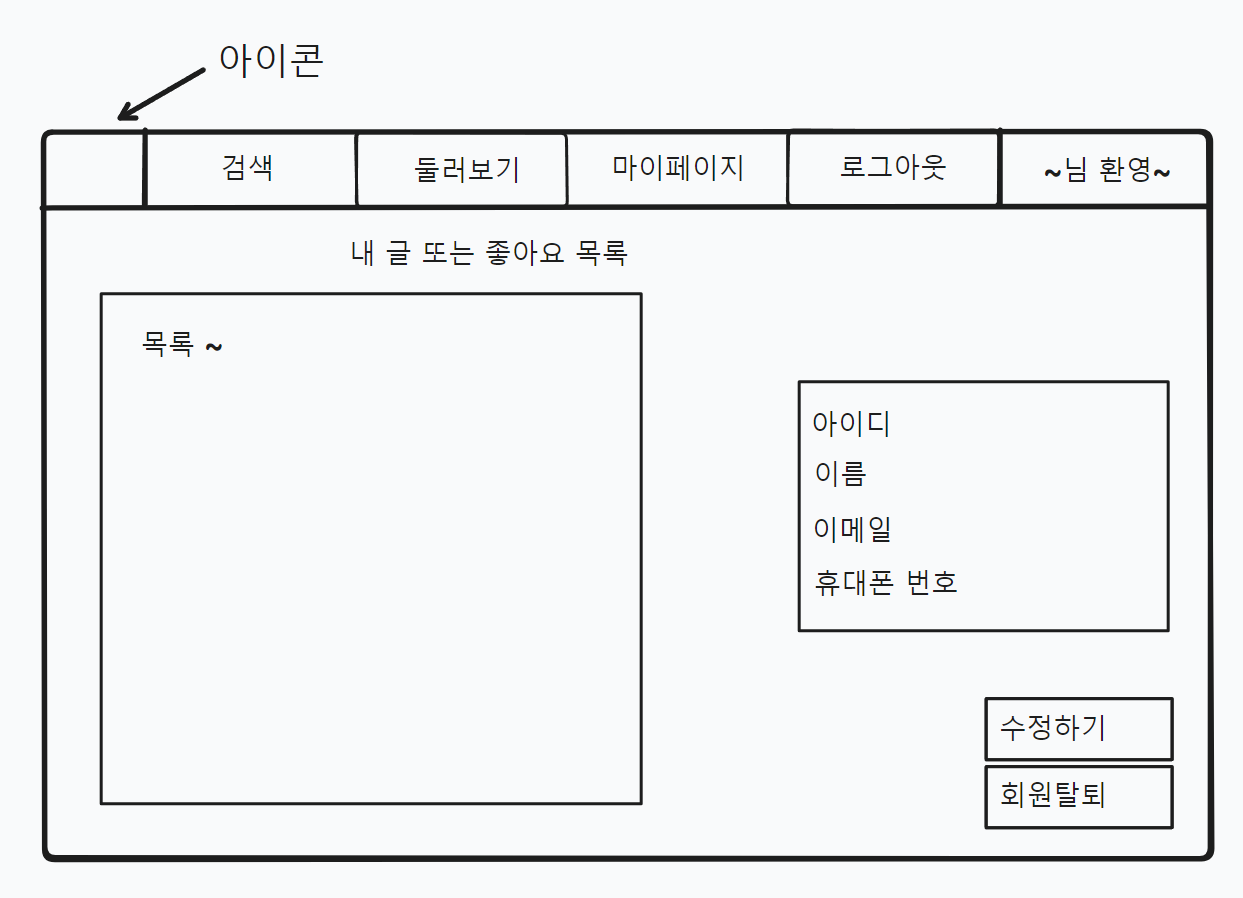 아이콘
검색 둘러보기 마이페이지 로그아웃 ~님 환영~
내 글 또는 좋아요 목록
목록 ~
아이디
이름
이메일
휴대폰 번호
수정하기
회원탈퇴